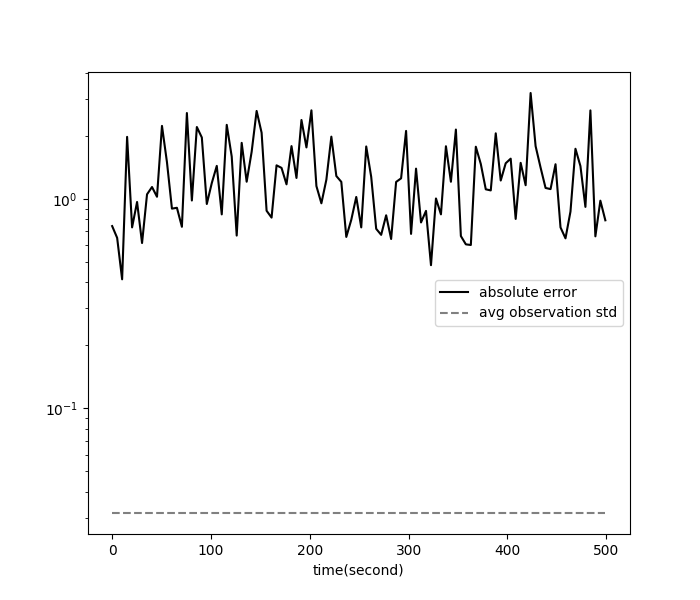 10⁰
10⁻¹
absolute error
avg observation std
0 100 200 300 400 500
time(second)